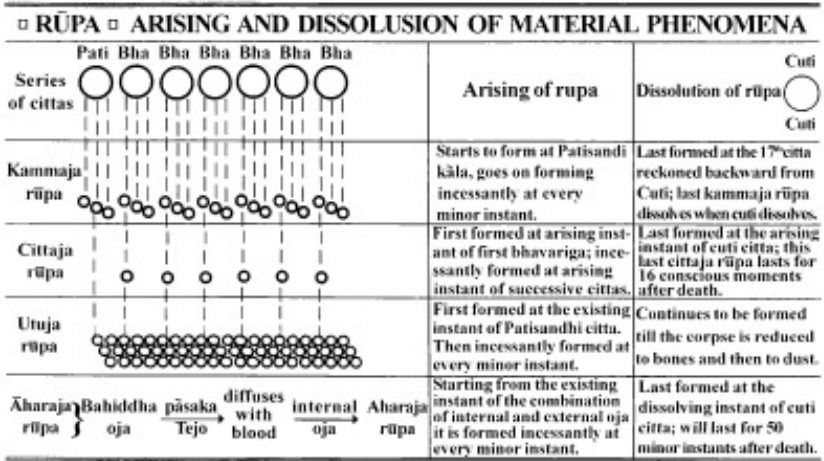 ▫ RŪPA ▫ ARISING AND DISSOLUSION OF MATERIAL PHENOMENA
Pati Bha Bha Bha Bha Bha Bha
Series
of cittas
Arising of rupa
Dissolution of rūpa
Cuti
Cuti
Kammaja
rūpa
Starts to form at Patisandi
kāla, goes on forming
incessantly at every
minor instant.
Last formed at the 17th citta
reckoned backward from
Cuti; last kammaja rūpa
dissolves when cuti dissolves.
Cittaja
rūpa
First formed at arising inst-
ant of first bhavariga; ince-
ssantly formed at arising
instant of successive cittas.
Last formed at the arising
instant of cuti citta; this
last cittaja rūpa lasts for
16 conscious moments
after death.
Utuja
rūpa
First formed at the existing
instant of Patisandhi citta.
Then incessantly formed at
every minor instant.
Continues to be formed
till the corpse is reduced
to bones and then to dust.
Āharaja
rūpa
Bahiddha
oja
pāsaka
Tejo
diffuses
with
blood
internal
oja
Aharaja
rūpa
Starting from the existing
instant of the combination
of internal and external oja
it is formed incessantly at
every minor instant.
Last formed at the
dissolving instant of cuti
citta; will last for 50
minor instants after death.